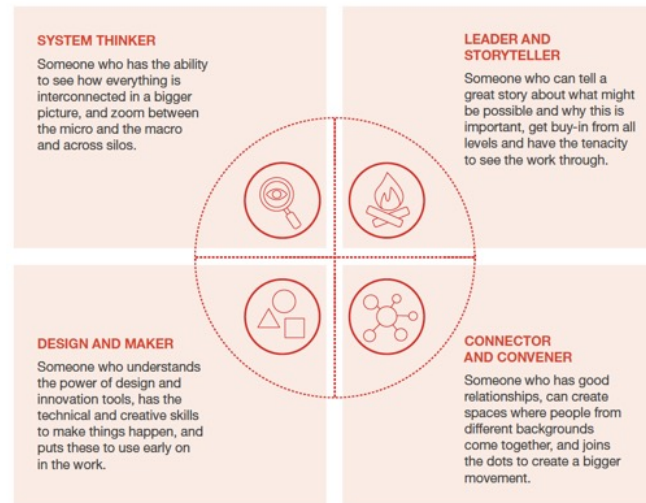 SYSTEM THINKER
Someone who has the ability
to see how everything is
interconnected in a bigger
picture, and zoom between
the micro and the macro
and across silos.
LEADER AND
STORYTELLER
Someone who can tell a
great story about what might
be possible and why this is
important, get buy-in from all
levels and have the tenacity
to see the work through.
DESIGN AND MAKER
Someone who understands
the power of design and
innovation tools, has the
technical and creative skills
to make things happen, and
puts these to use early on
in the work.
CONNECTOR
AND CONVENER
Someone who has good
relationships, can create
spaces where people from
different backgrounds
come together, and joins
the dots to create a bigger
movement.